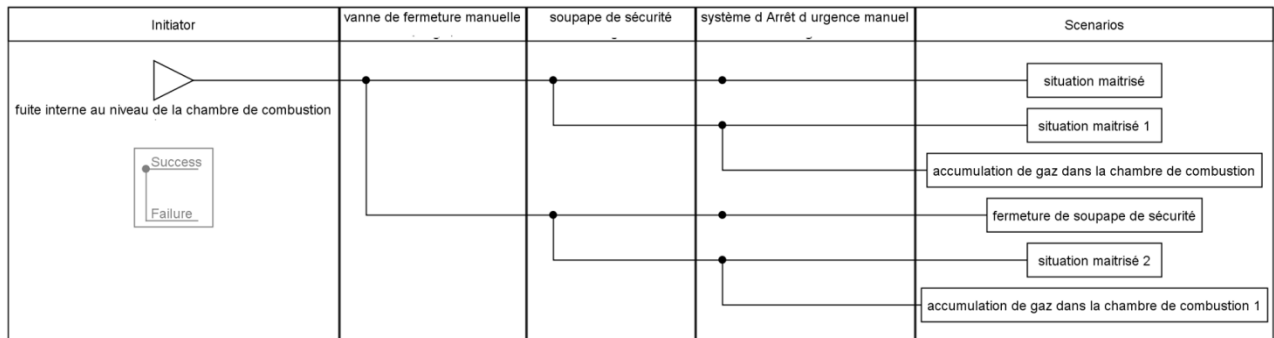 Initiator
vanne de fermeture manuelle
soupape de sécurité
système d Arrêt d urgence manuel
Scenarios
fuite interne au niveau de la chambre de combustion
Success
Failure
situation maitrisé
situation maitrisé 1
accumulation de gaz dans la chambre de combustion
fermeture de soupape de sécurité
situation maitrisé 2
accumulation de gaz dans la chambre de combustion 1